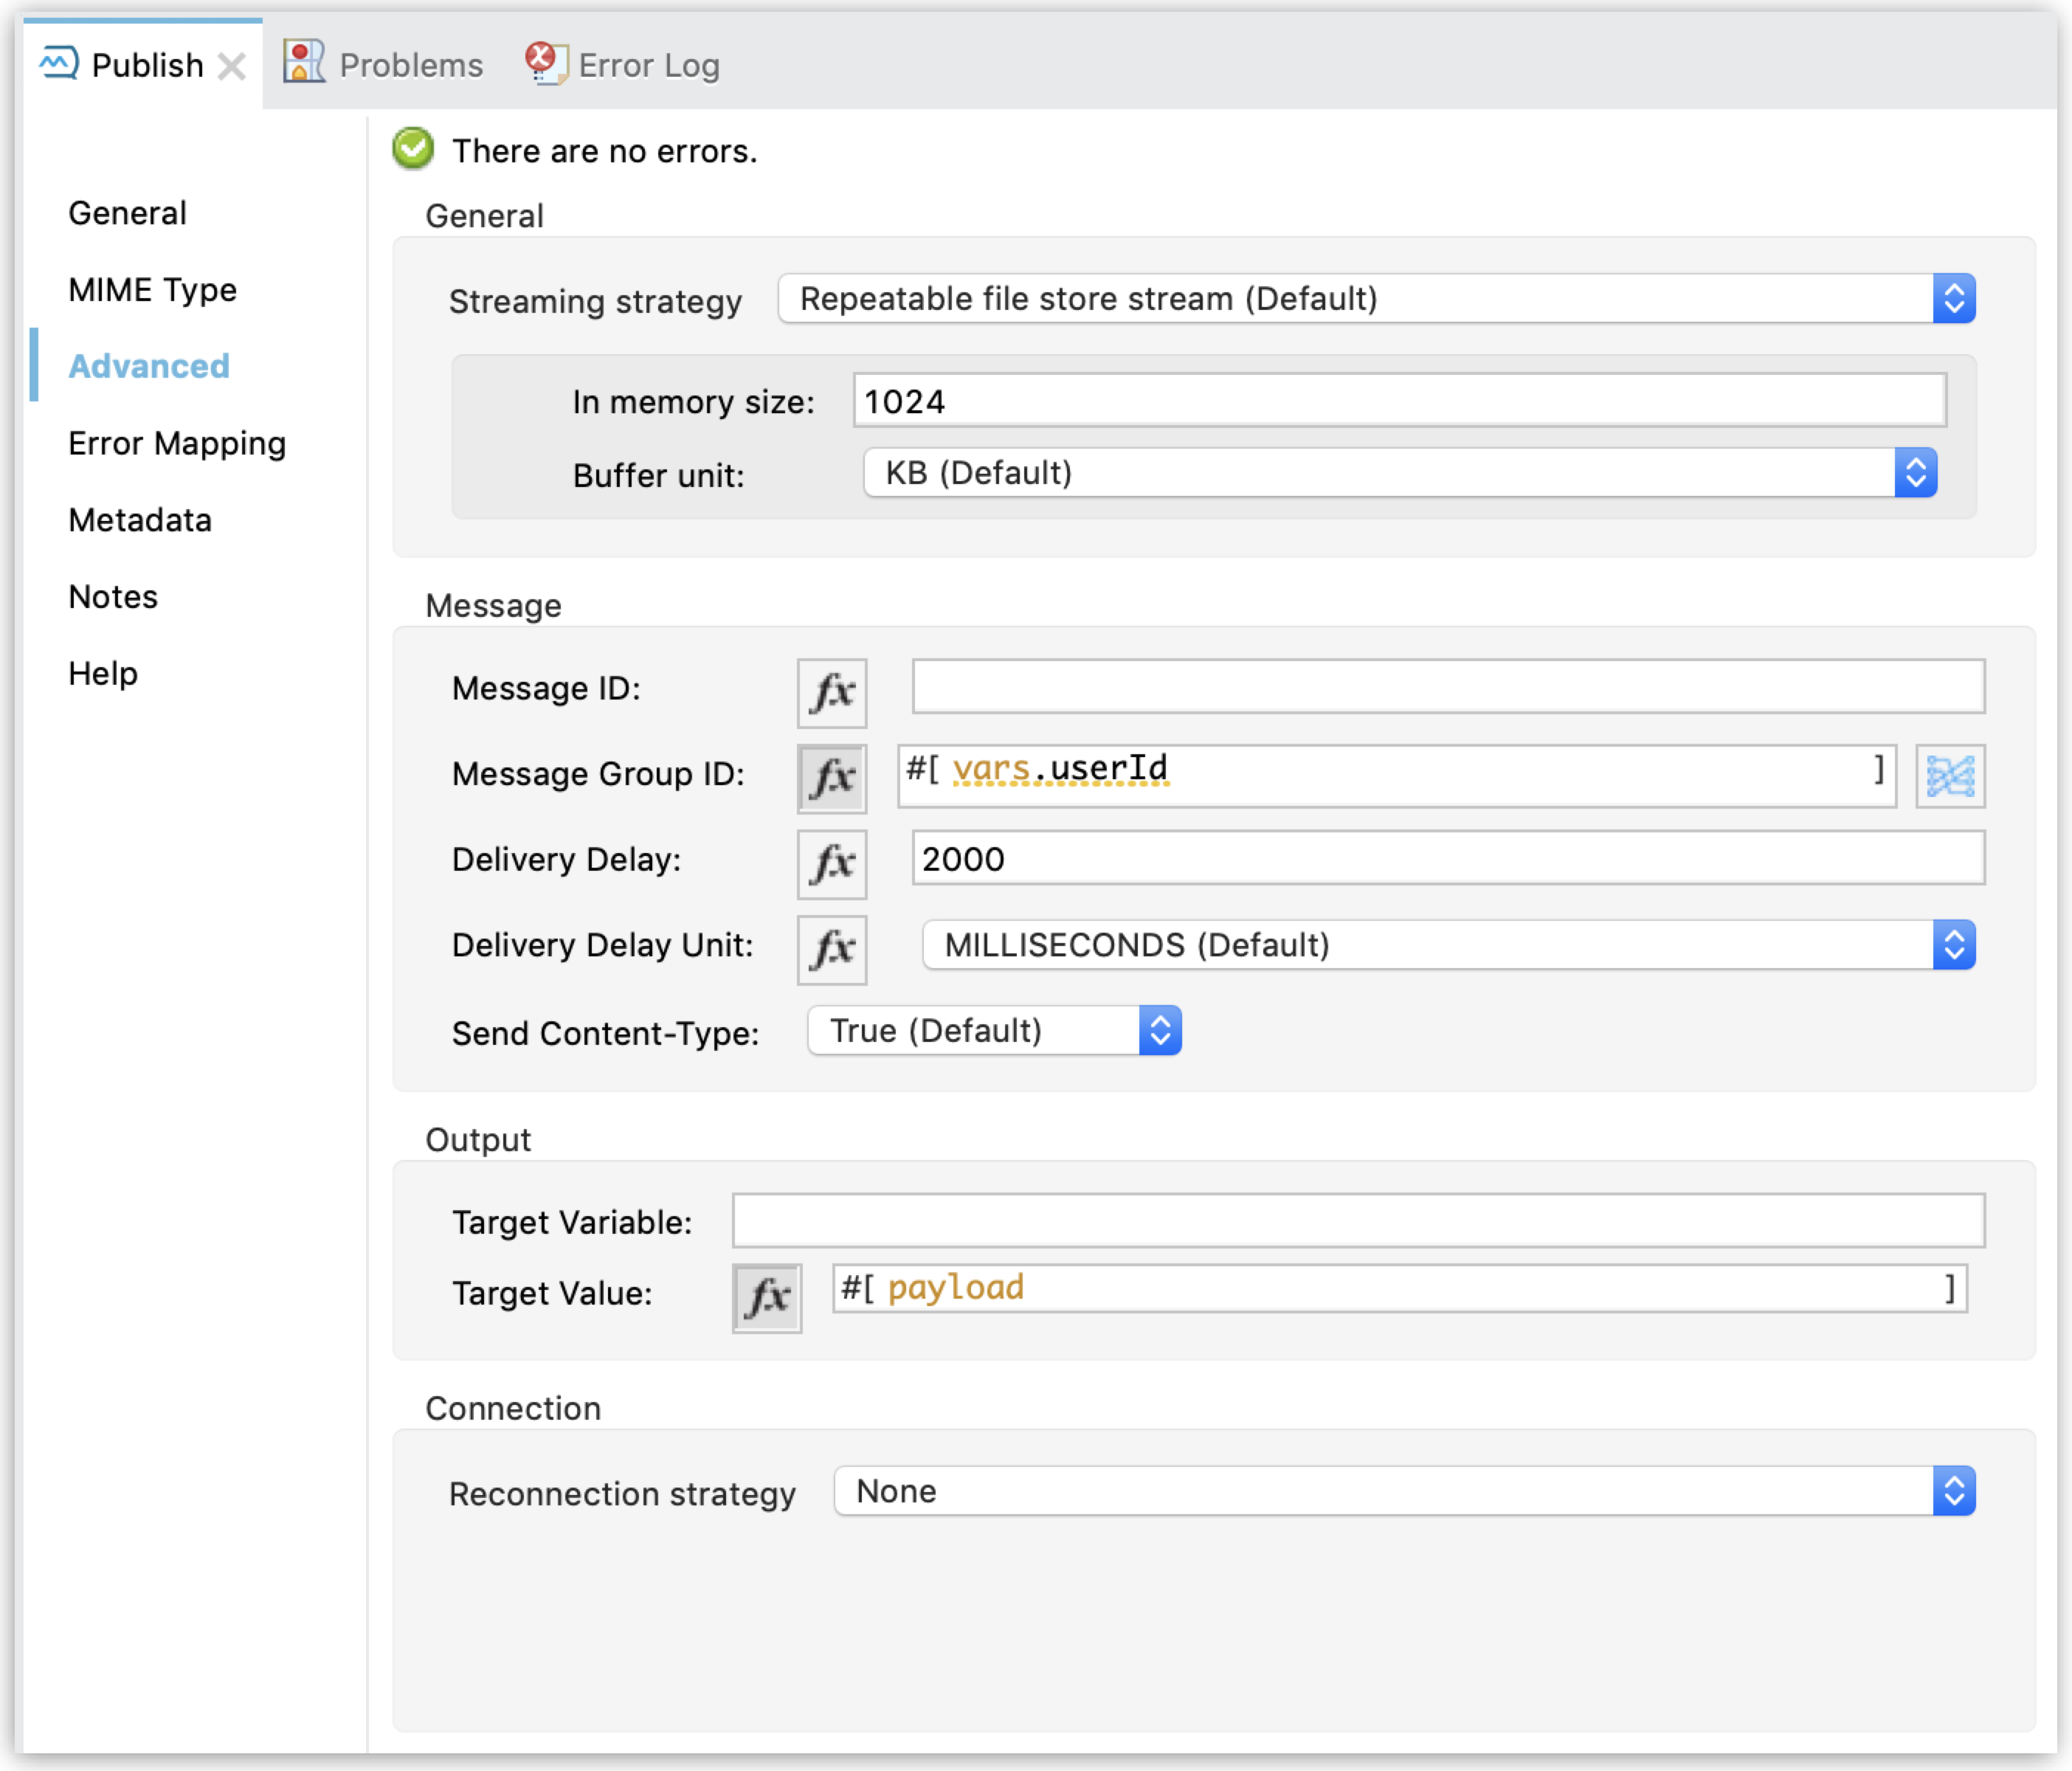 Publish Problems Error Log
There are no errors.
General
MIME Type
Advanced
Error Mapping
Metadata
Notes
Help
General
Streaming strategy Repeatable file store stream (Default)
In memory size: 1024
Buffer unit: KB (Default)
Message
Message ID: fx
Message Group ID: fx #[ vars.userId ]
Delivery Delay: fx 2000
Delivery Delay Unit: fx MILLISECONDS (Default)
Send Content-Type: True (Default)
Output
Target Variable:
Target Value: fx #[ payload ]
Connection
Reconnection strategy None